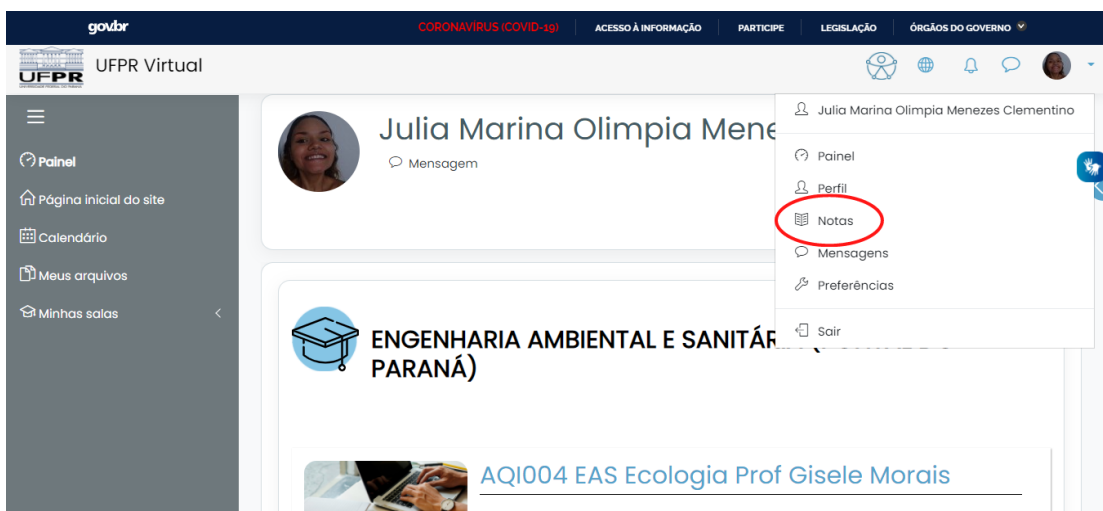 gov.br
CORONAVÍRUS (COVID-19)
ACESSO À INFORMAÇÃO
PARTICIPE
LEGISLAÇÃO
ÓRGÃOS DO GOVERNO
UFPR
UFPR Virtual
Painel
Página inicial do site
Calendário
Meus arquivos
Minhas salas
Julia Marina Olimpia Mene
Mensagem
Julia Marina Olimpia Menezes Clementino
Painel
Perfil
Notas
Mensagens
Preferências
Sair
ENGENHARIA AMBIENTAL E SANITÁR
PARANÁ)
AQI004 EAS Ecologia Prof Gisele Morais